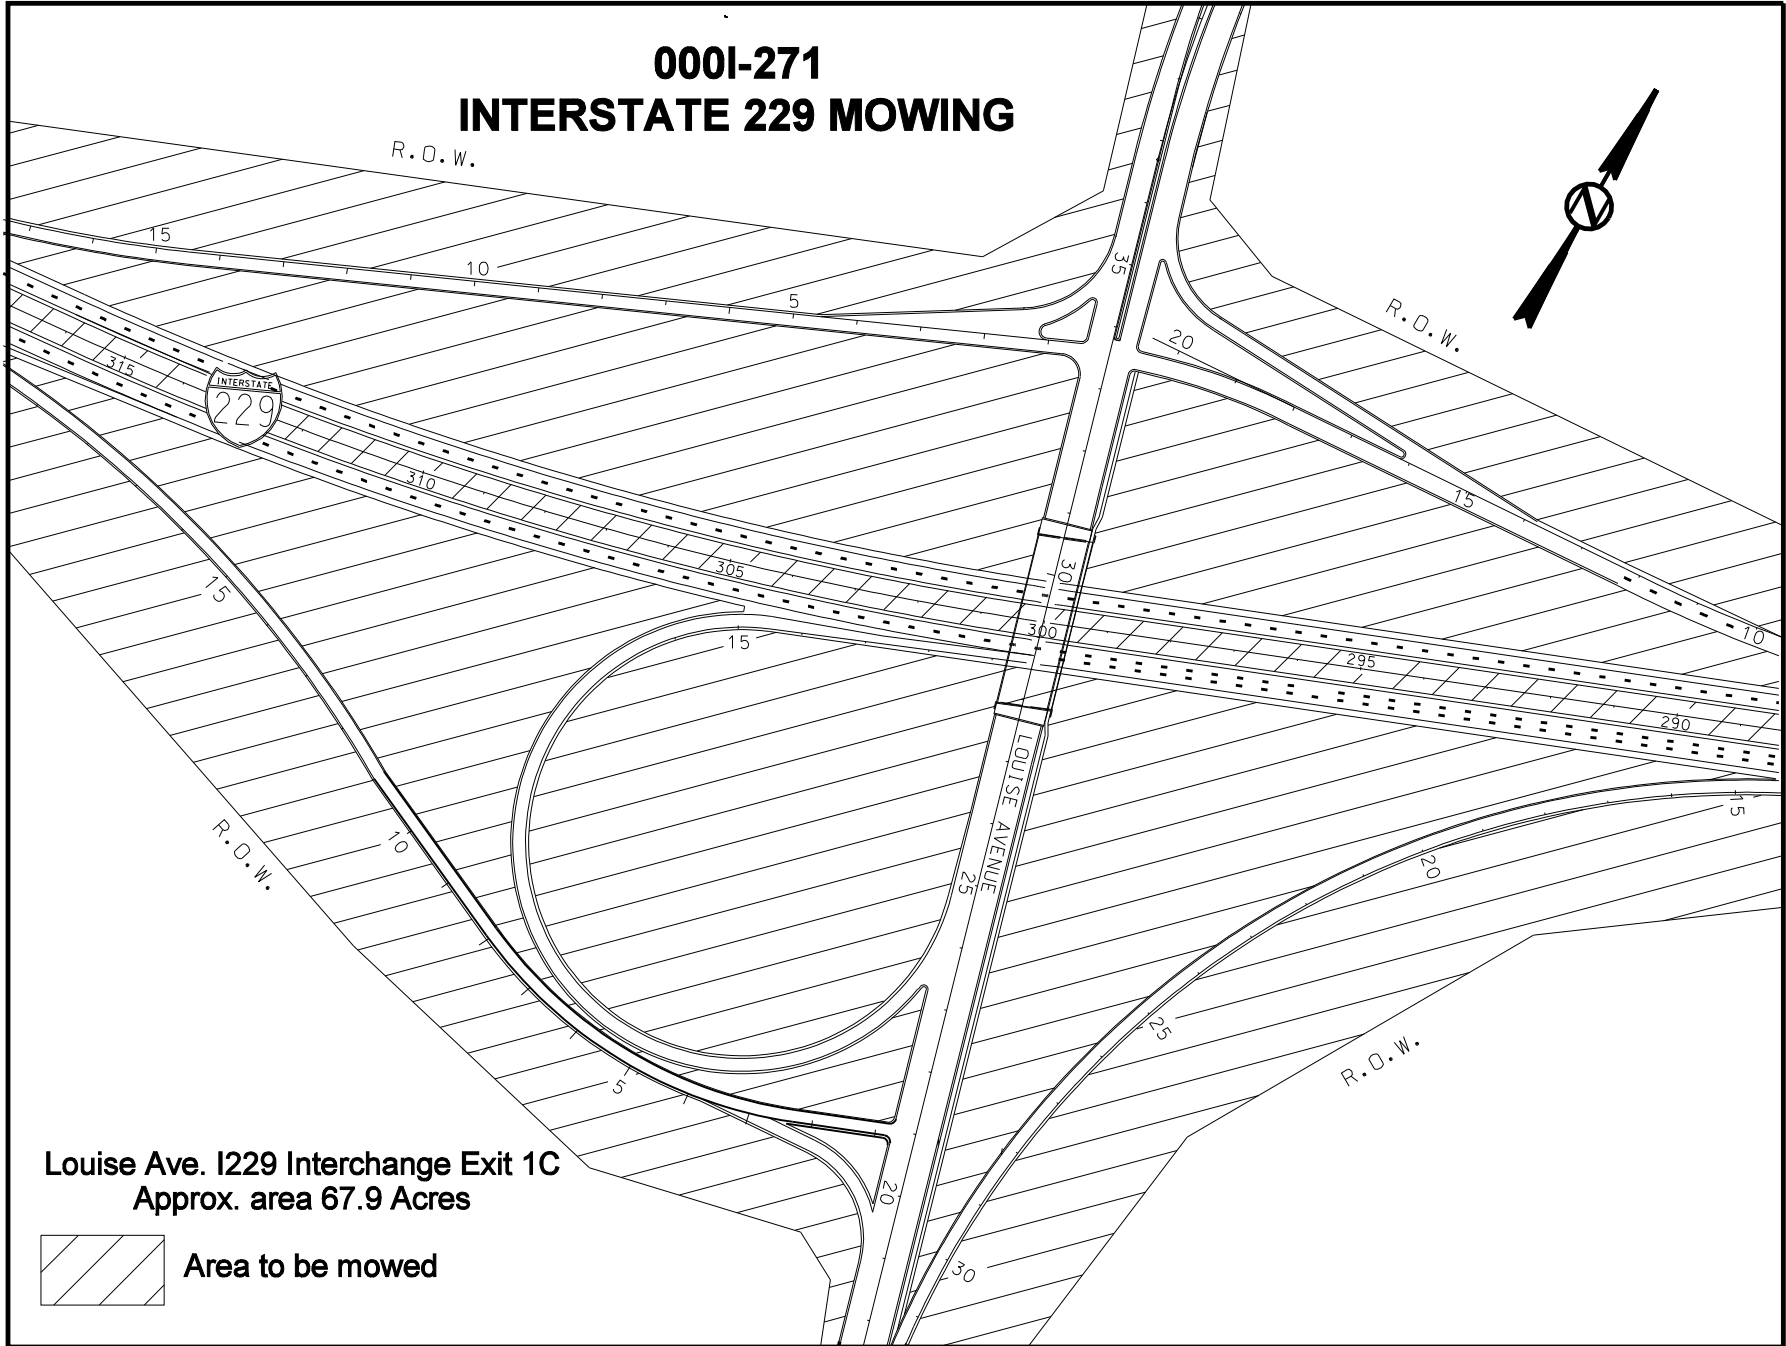 000I-271
INTERSTATE 229 MOWING
R.O.W.
N
R.O.W.
15
10
5
35
20
15
10
315
INTERSTATE
229
310
305
30
300
295
290
15
15
LOUISE AVENUE
25
15
20
10
R.O.W.
25
R.O.W.
5
20
30
Louise Ave. I229 Interchange Exit 1C
Approx. area 67.9 Acres
Area to be mowed